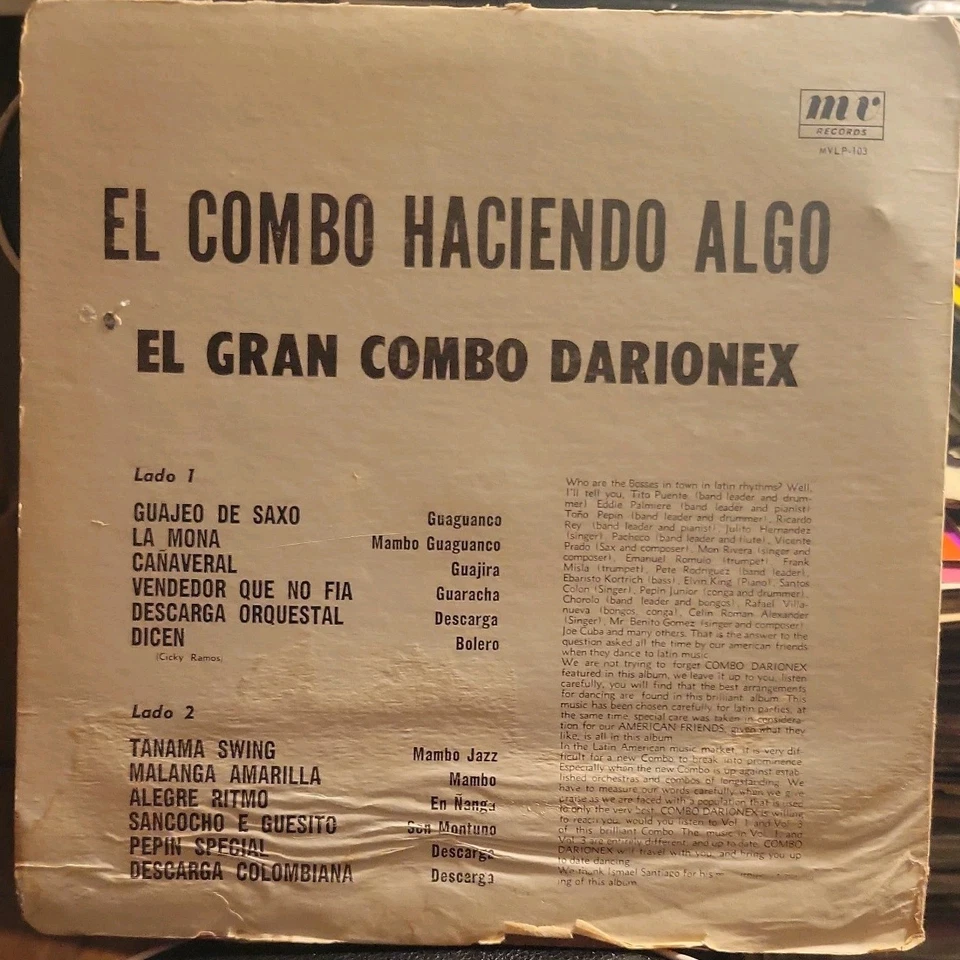 mv
RECORDS
MVLP-103
EL COMBO HACIENDO ALGO
EL GRAN COMBO DARIONEX
Lado 1
GUAJEO DE SAXO Guaguanco
LA MONA Mambo Guaguanco
CAÑAVERAL Guajira
VENDEDOR QUE NO FIA Guaracha
DESCARGA ORQUESTAL Descarga
DICEN Bolero
(Cicky Ramos)
Lado 2
TANAMA SWING Mambo Jazz
MALANGA AMARILLA Mambo
ALEGRE RITMO En Ñanga
SANCOCHO E GUESITO Son Montuno
PEPIN SPECIAL Descarga
DESCARGA COLOMBIANA Descarga
Who are the Bosses in town in latin rhythms? Well,
I'll tell you, Tito Puente (band leader and drum-
mer) Eddie Palmiere (band leader and pianist)
Toño Pepin (band leader and drummer), Ricardo
Rey (band leader and pianist) Julito Hernandez
(singer), Pacheco (band leader and flute), Vicente
Prado (Sax and composer), Mon Rivera (singer and
composer), Emanuel Romulo (trumpet) Frank
Misla (trumpet), Pete Rodriguez (band leader),
Ebaristo Kortrich (bass), Elvin King (Piano), Santos
Colon (Singer), Pepin Junior (conga and drummer),
Chorolo (band leader and bongos), Rafael Villa-
nueva (bongos, conga), Celin Roman Alexander
(Singer), Mr. Benito Gomez (singer and composer)
Joe Cuba and many others. That is the answer to the
question asked all the time by our american friends
when they dance to latin music.
We are not trying to forget COMBO DARIONEX
featured in this album, we leave it up to you, listen
carefully, you will find that the best arrangements
for dancing are found in this brilliant album. This
music has been chosen carefully for latin parties, at
the same time, special care was taken in considera-
tion for our AMERICAN FRIENDS, given what they
like, is all in this album.
In the Latin American music market, it is very dif-
ficult for a new Combo to break into prominence
Especially when the new Combo is up against estab-
lished orchestras and combos of longstanding. We
have to measure our words carefully when we give
praise as we are faced with a population that is used
to only the very best. COMBO DARIONEX is willing
to reach you, would you listen to Vol. 1 and Vol. 3
of this brilliant Combo. The music in Vol. 1 and
Vol. 3 are entirely different, and up to date. COMBO
DARIONEX will travel with you, and bring you up
to date dancing.
We thank Ismael Santiago for his
ing of this album.